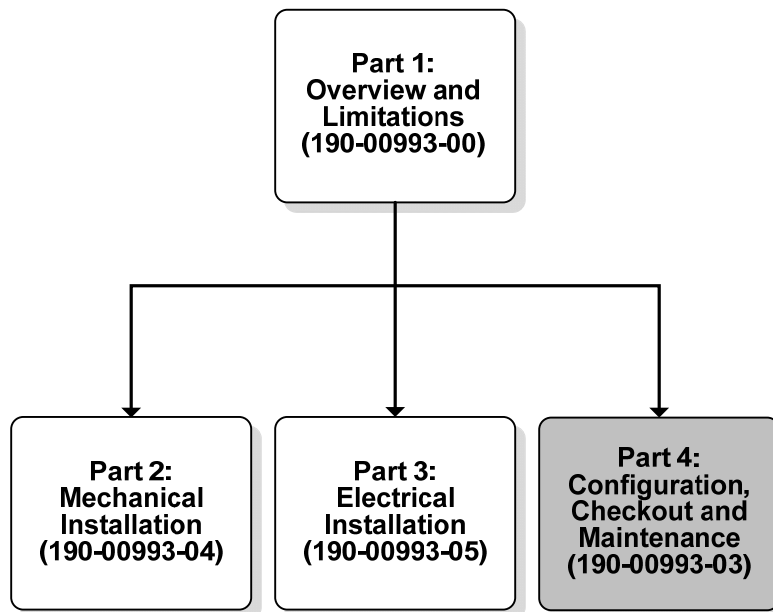 Part 1:
Overview and
Limitations
(190-00993-00)
Part 2:
Mechanical
Installation
(190-00993-04)
Part 3:
Electrical
Installation
(190-00993-05)
Part 4:
Configuration,
Checkout and
Maintenance
(190-00993-03)